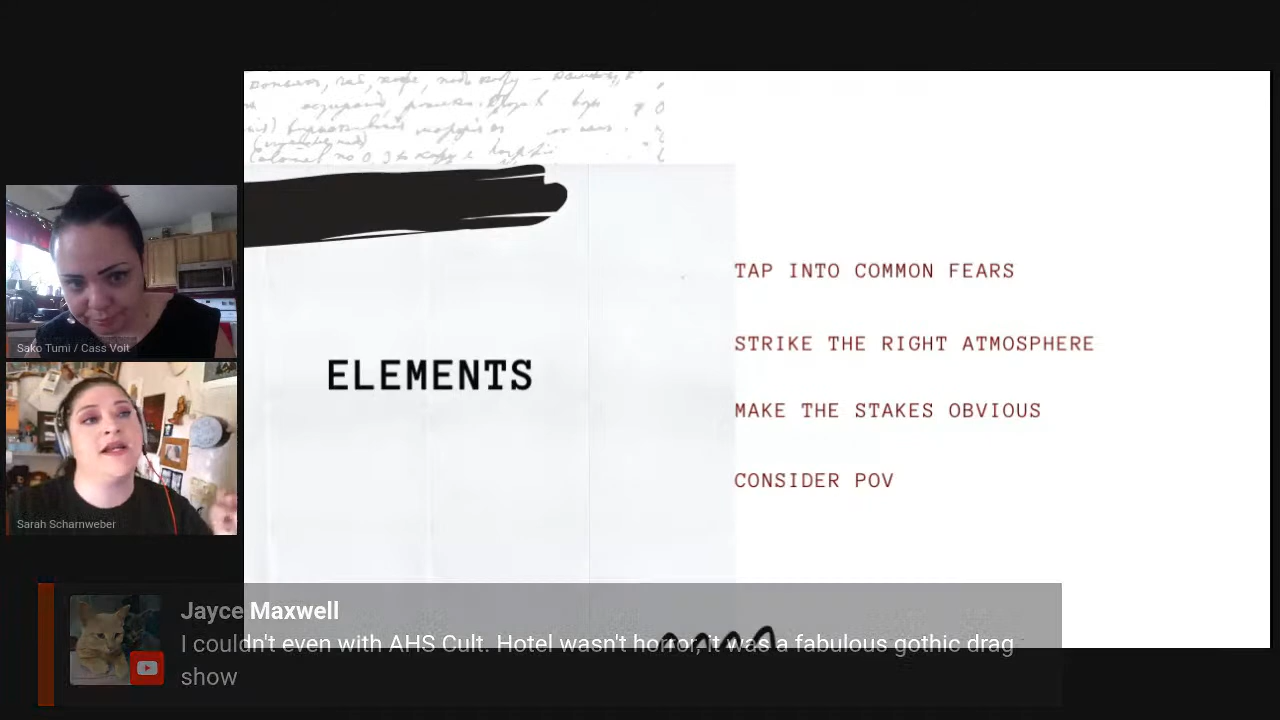 Sako Tumi / Cass Voit
Sarah Scharnweber
ELEMENTS
TAP INTO COMMON FEARS
STRIKE THE RIGHT ATMOSPHERE
MAKE THE STAKES OBVIOUS
CONSIDER POV
Jayce Maxwell
I couldn't even with AHS Cult. Hotel wasn't horror, it was a fabulous gothic drag
show